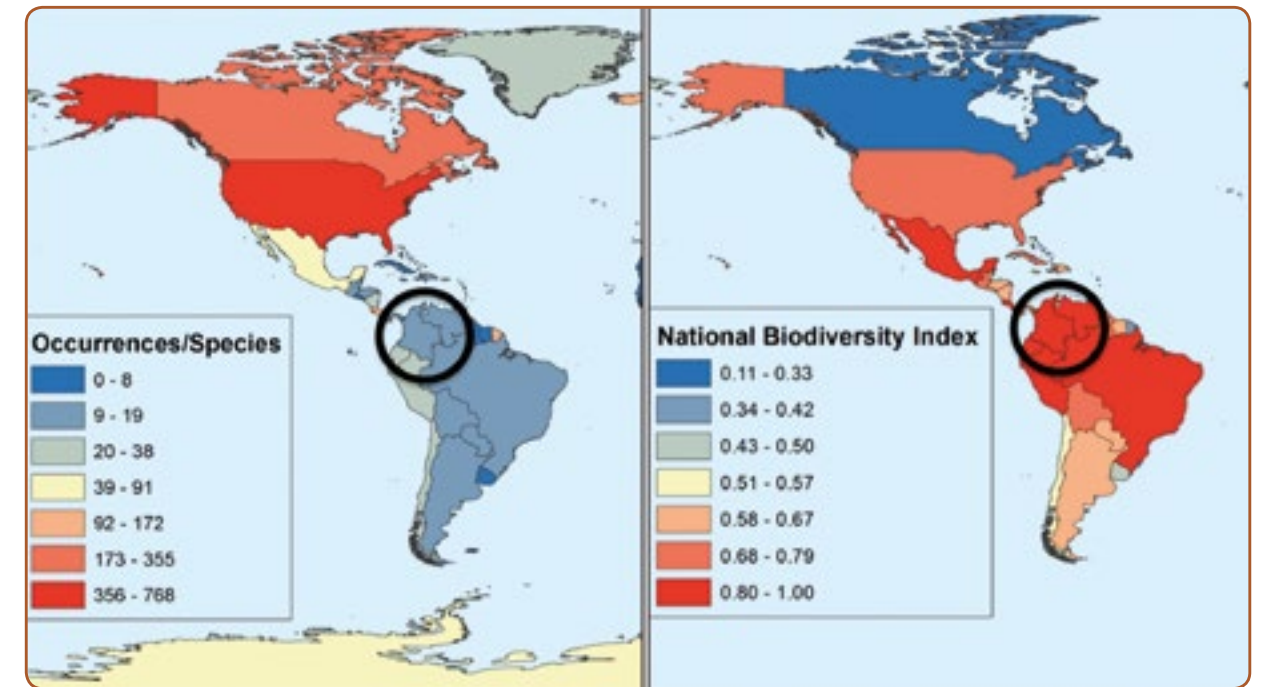 Occurrences/Species
0 - 8
9 - 19
20 - 38
39 - 91
92 - 172
173 - 355
356 - 768
National Biodiversity Index
0.11 - 0.33
0.34 - 0.42
0.43 - 0.50
0.51 - 0.57
0.58 - 0.67
0.68 - 0.79
0.80 - 1.00